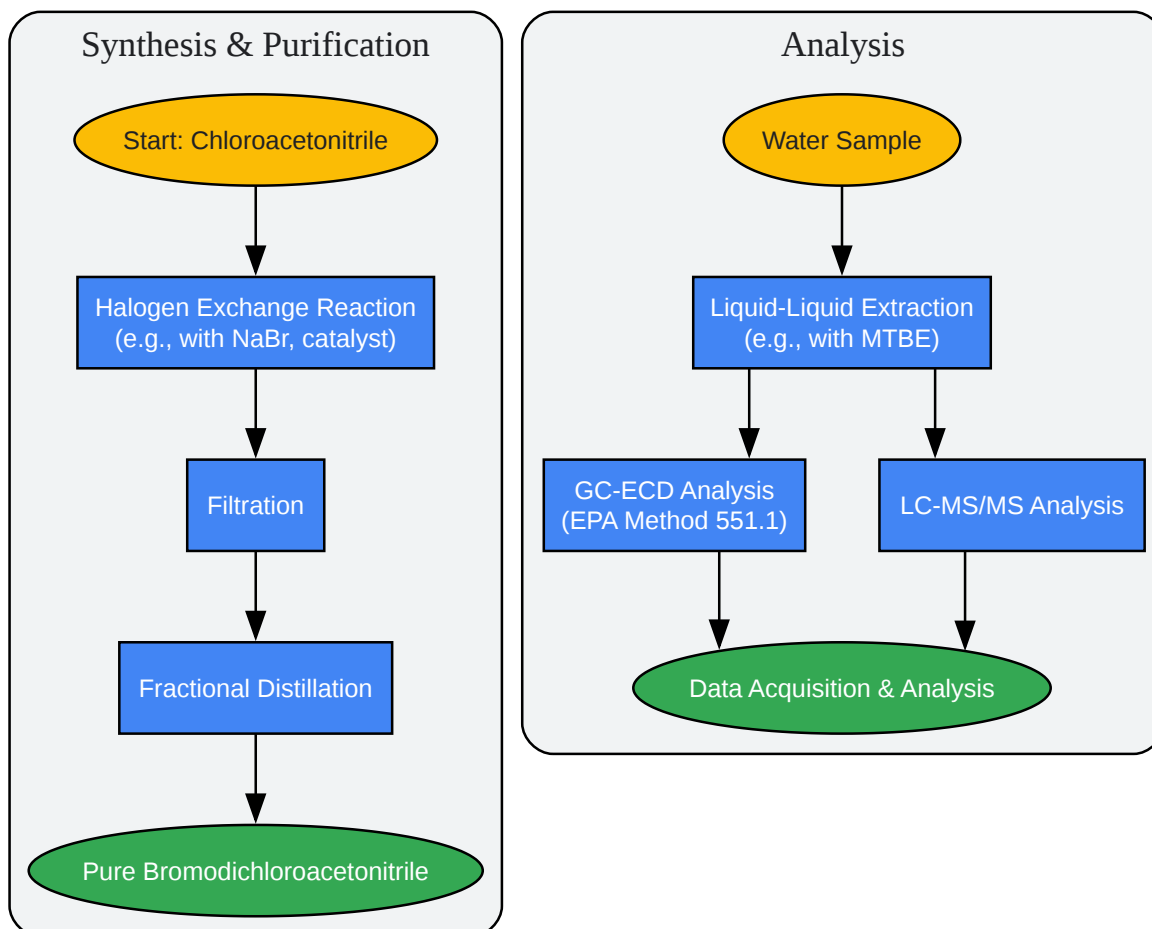 Synthesis & Purification
Start: Chloroacetonitrile
Halogen Exchange Reaction
(e.g., with NaBr, catalyst)
Filtration
Fractional Distillation
Pure Bromodichloroacetonitrile
Analysis
Water Sample
Liquid-Liquid Extraction
(e.g., with MTBE)
GC-ECD Analysis
(EPA Method 551.1)
LC-MS/MS Analysis
Data Acquisition & Analysis